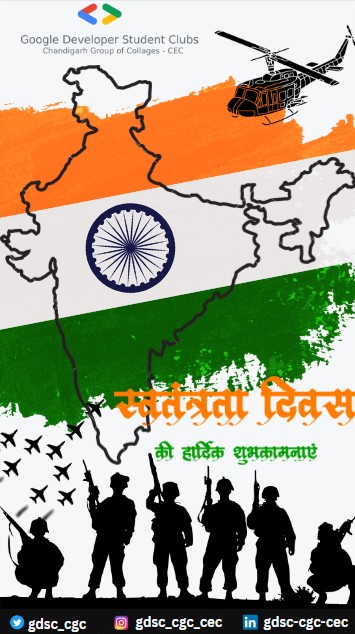 Google Developer Student Clubs
Chandigarh Group of Collages - CEC
स्वतंत्रता दिवस
की हार्दिक शुभकामनाएं
gdsc_cgc gdsc_cgc_cec gdsc-cgc-cec